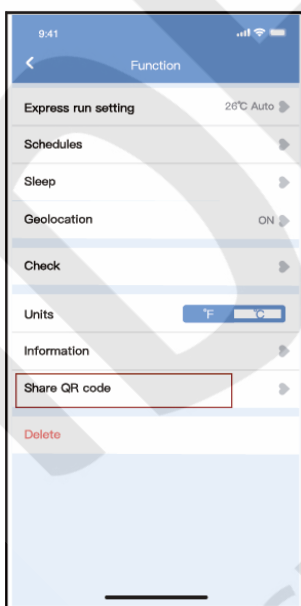 9:41
Function
Express run setting 26°C Auto
Schedules
Sleep
Geolocation ON
Check
Units °F °C
Information
Share QR code
Delete